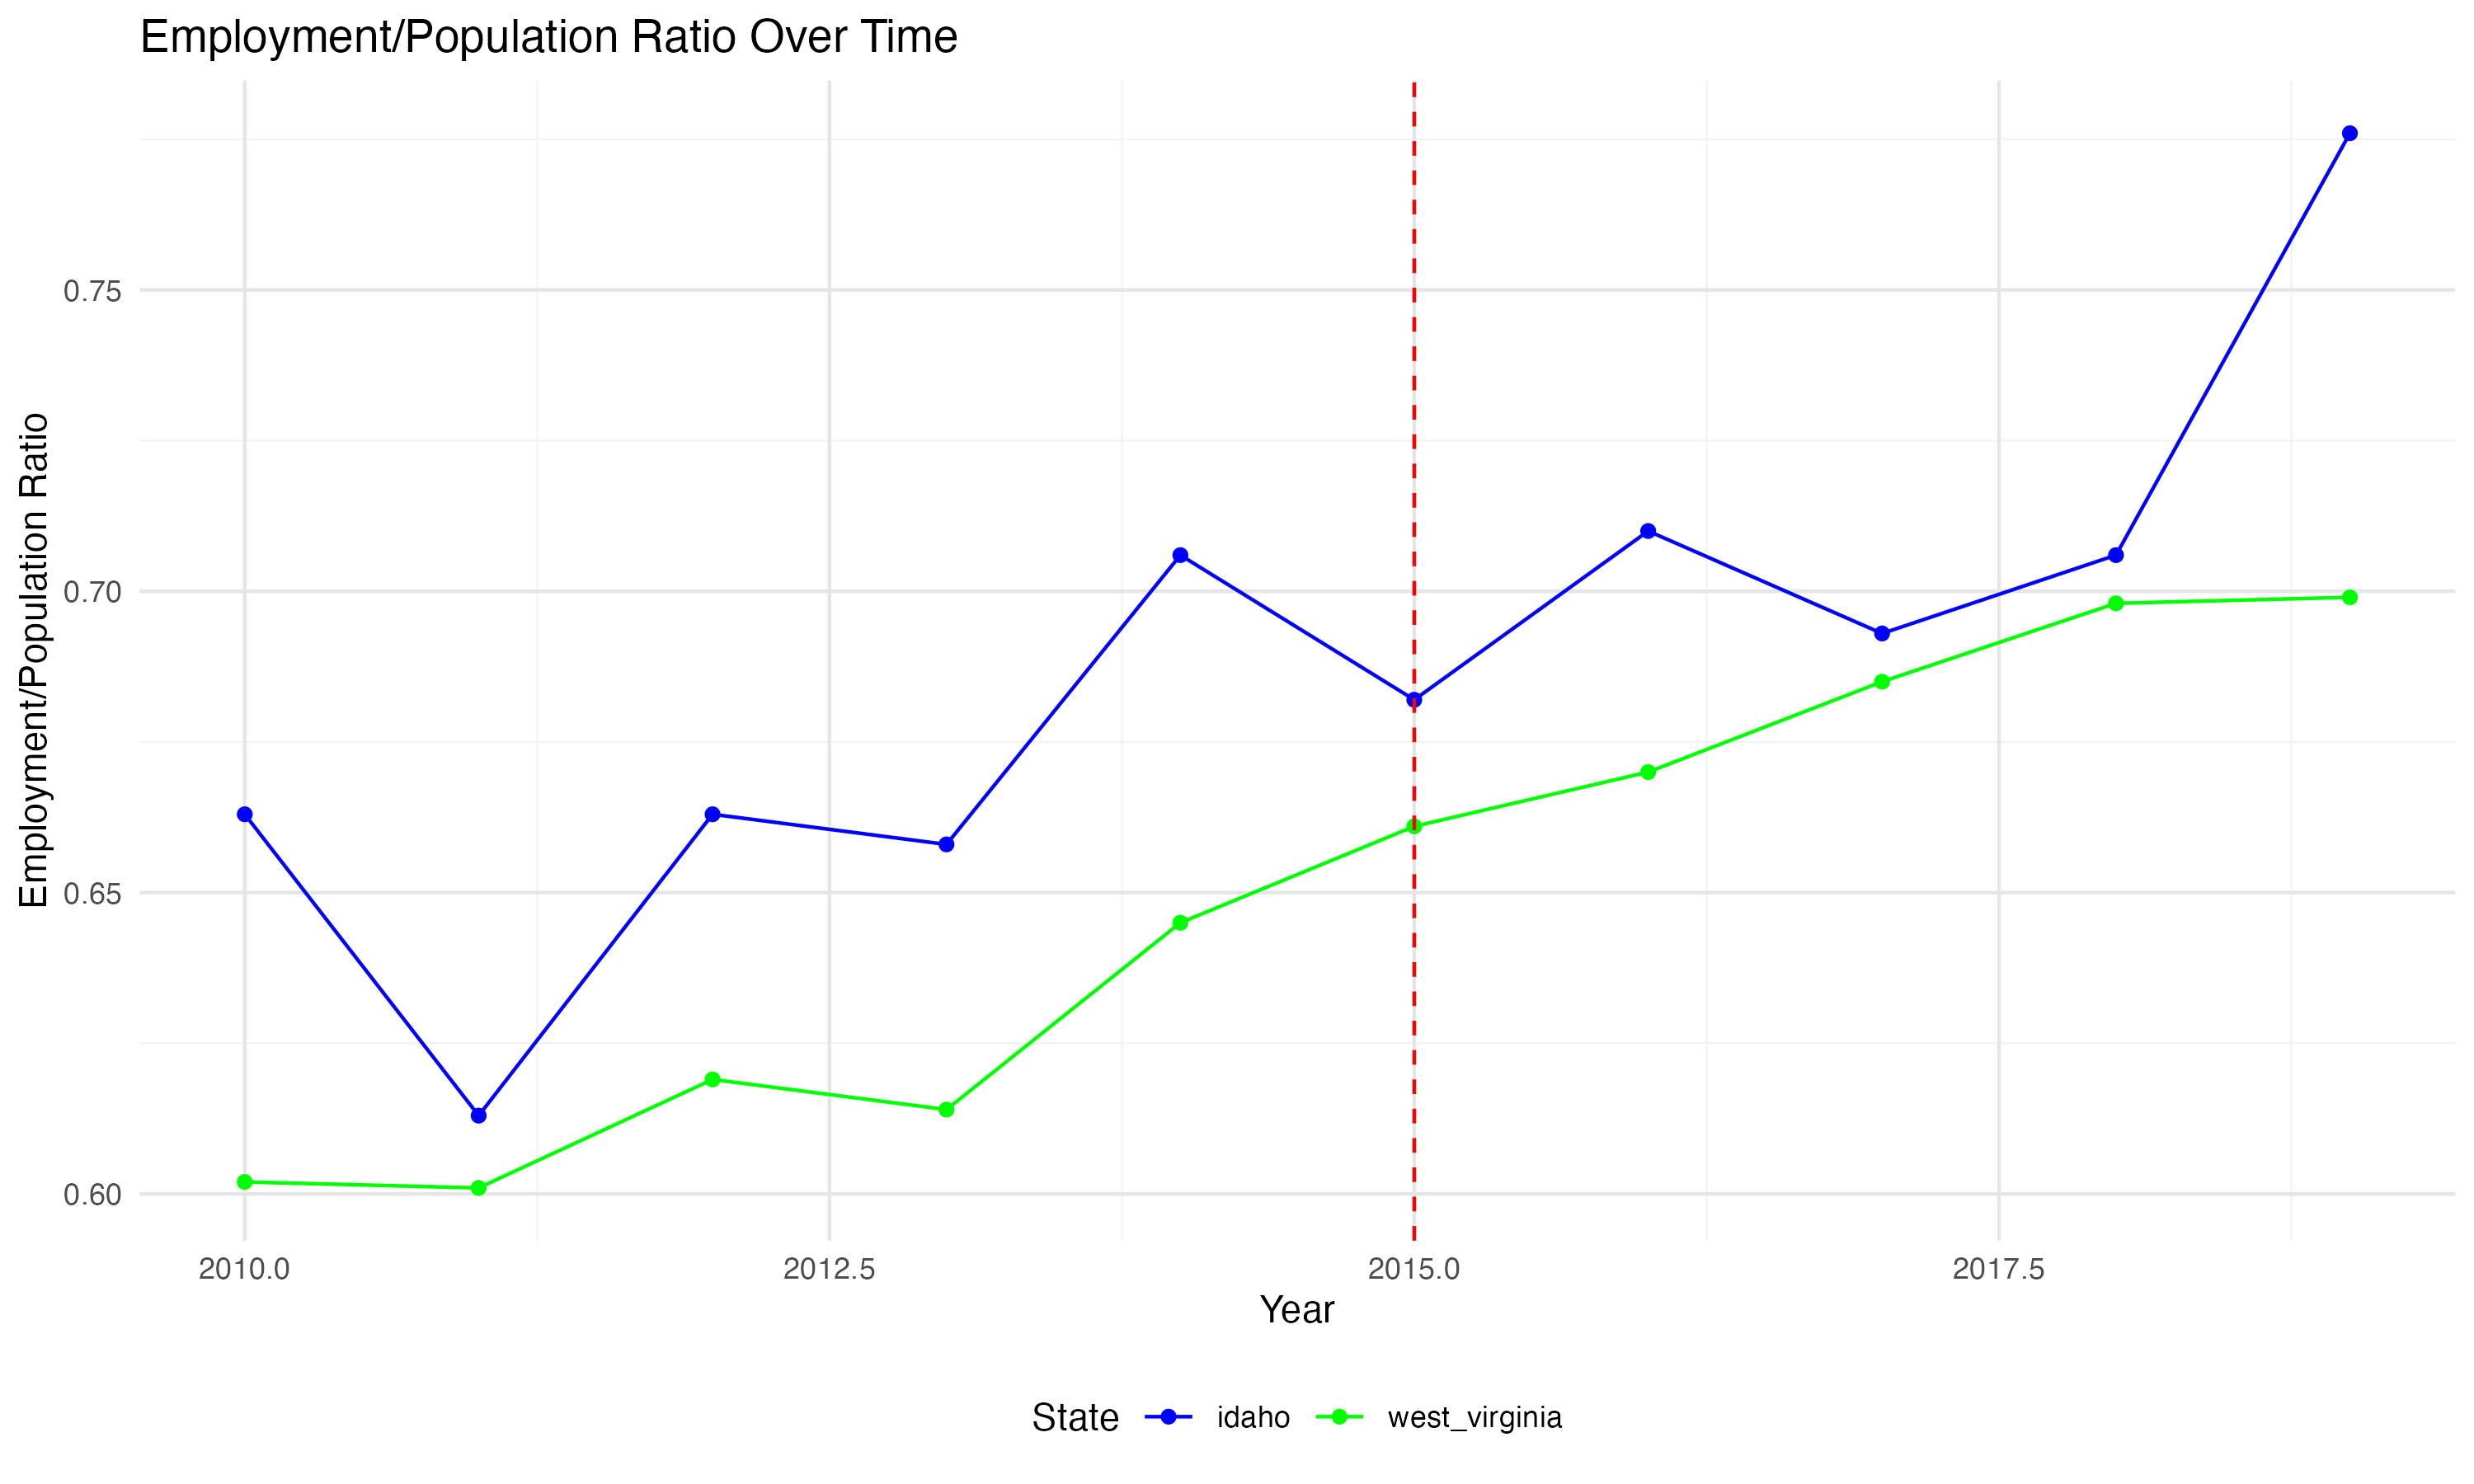 Employment/Population Ratio Over Time
Employment/Population Ratio
0.75
0.70
0.65
0.60
2010.0 2012.5 2015.0 2017.5
Year
State idaho west_virginia